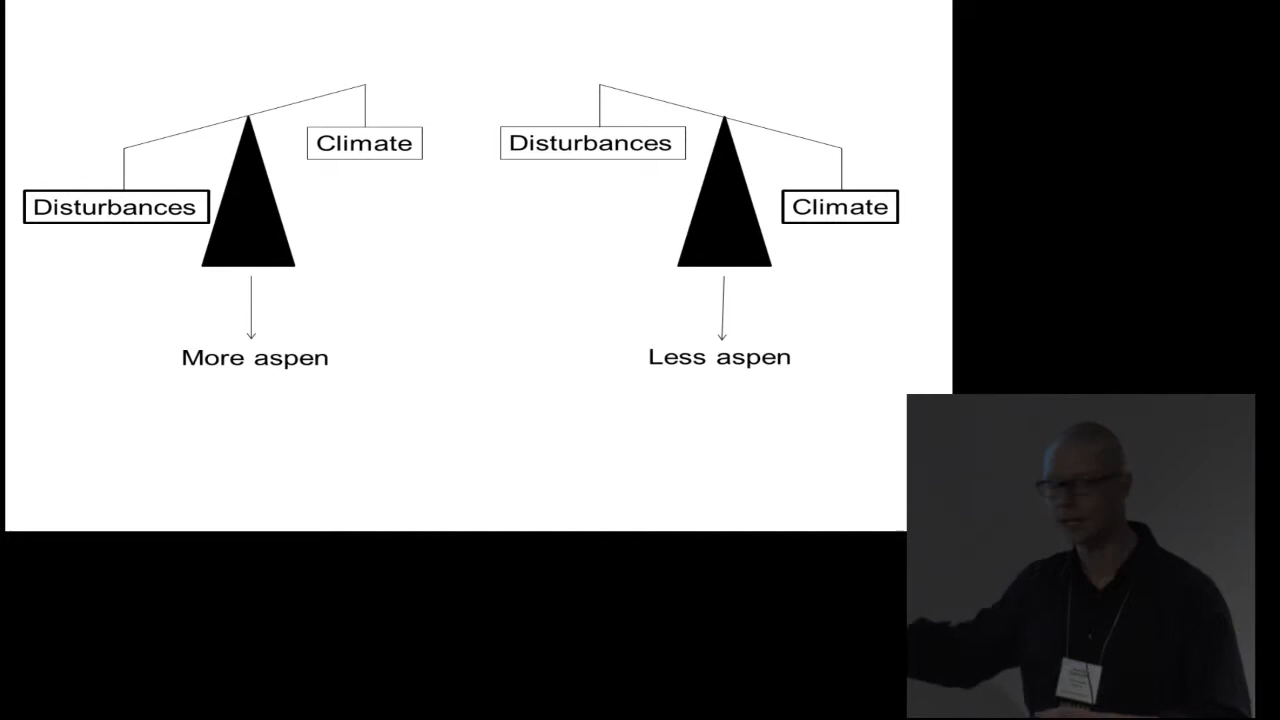 Climate
Disturbances
More aspen
Disturbances
Climate
Less aspen